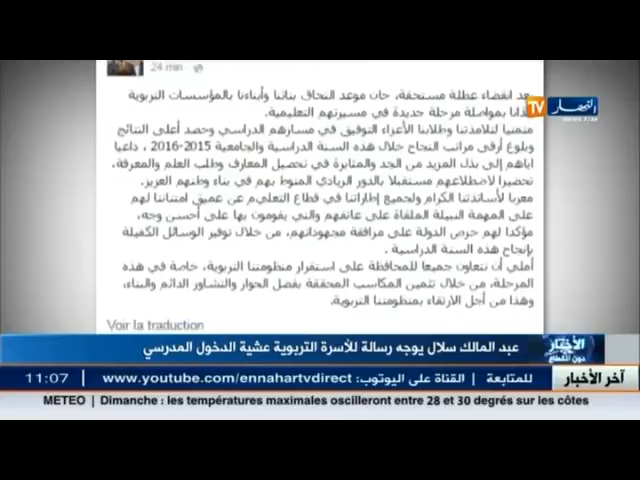 24 min
بعد انقضاء عطلة مستحقة، حان موعد التحاق بناتنا وأبناءنا بالمؤسسات التربوية
إيذانا بمواصلة مرحلة جديدة في مسيرتهم التعليمية.
متمنيا لتلامذتنا وطلابنا الأعزاء التوفيق في مسارهم الدراسي وحصد أعلى النتائج
وبلوغ أرقى مراتب النجاح خلال هذه السنة الدراسية والجامعية 2015-2016 ، داعيا
اياهم إلى بذل المزيد من الجد والمثابرة في تحصيل المعارف وطلب العلم والمعرفة،
تحضيرا لاضطلاعهم مستقبلا بالدور الريادي المنوط بهم في بناء وطنهم العزيز.
معربا لأساتذتنا الكرام ولجميع إطاراتنا في قطاع التعليم عن عميق امتناننا لهم
على المهمة النبيلة الملقاة على عاتقهم والتي يقومون بها على أحسن وجه،
مؤكدا لهم حرص الدولة على مرافقة مجهوداتهم، من خلال توفير الوسائل الكفيلة
بإنجاح هذه السنة الدراسية .
أملي أن نتعاون جميعا للمحافظة على استقرار منظومتنا التربوية، خاصة في هذه
المرحلة، من خلال تثمين المكاسب المحققة بفضل الحوار والتشاور الدائم والبناء،
وهذا من أجل الارتقاء بمنظومتنا التربوية.
Voir la traduction
النهار TV
الأخبار دون انقطاع
عبد المالك سلال يوجه رسالة للأسرة التربوية عشية الدخول المدرسي
آخر الأخبار
للمتابعة | القناة على اليوتوب: www.youtube.com/ennahartvdirect
11:07
METEO | Dimanche : les températures maximales oscilleront entre 28 et 30 degrés sur les côtes